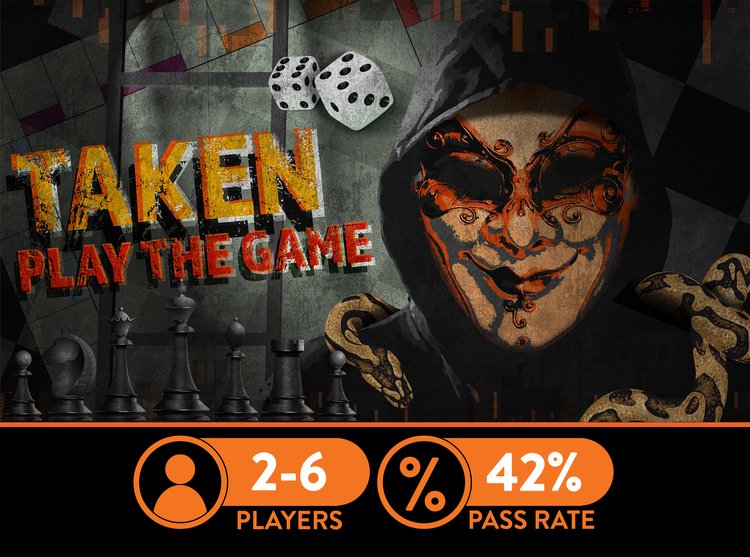 TAKEN
PLAY THE GAME
2-6
PLAYERS
%
42%
PASS RATE